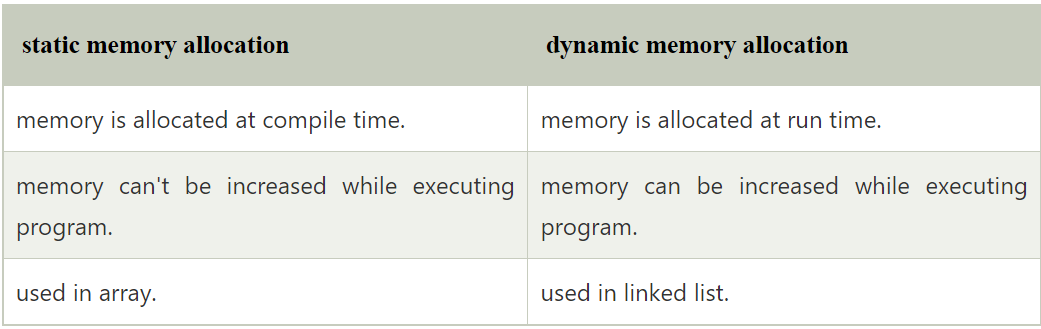 static memory allocation
dynamic memory allocation
memory is allocated at compile time.
memory is allocated at run time.
memory can't be increased while executing
program.
memory can be increased while executing
program.
used in array.
used in linked list.